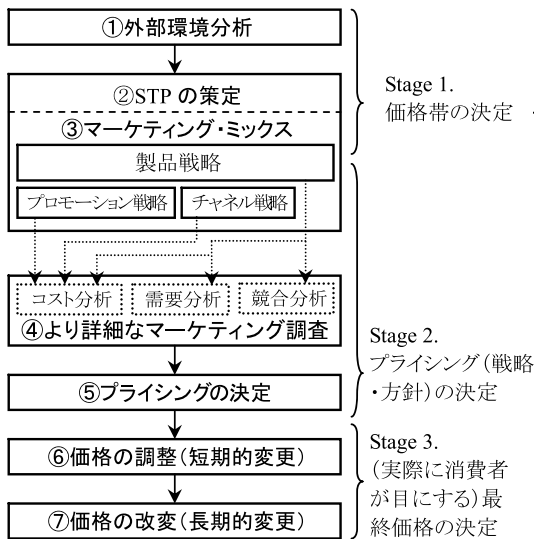 ①外部環境分析
②STP の策定
③マーケティング・ミックス
製品戦略
プロモーション戦略
チャネル戦略
コスト分析
需要分析
競合分析
④より詳細なマーケティング調査
⑤プライシングの決定
⑥価格の調整(短期的変更)
⑦価格の改変(長期的変更)
Stage 1.
価格帯の決定
Stage 2.
プライシング(戦略
・方針)の決定
Stage 3.
(実際に消費者
が目にする)最
終価格の決定